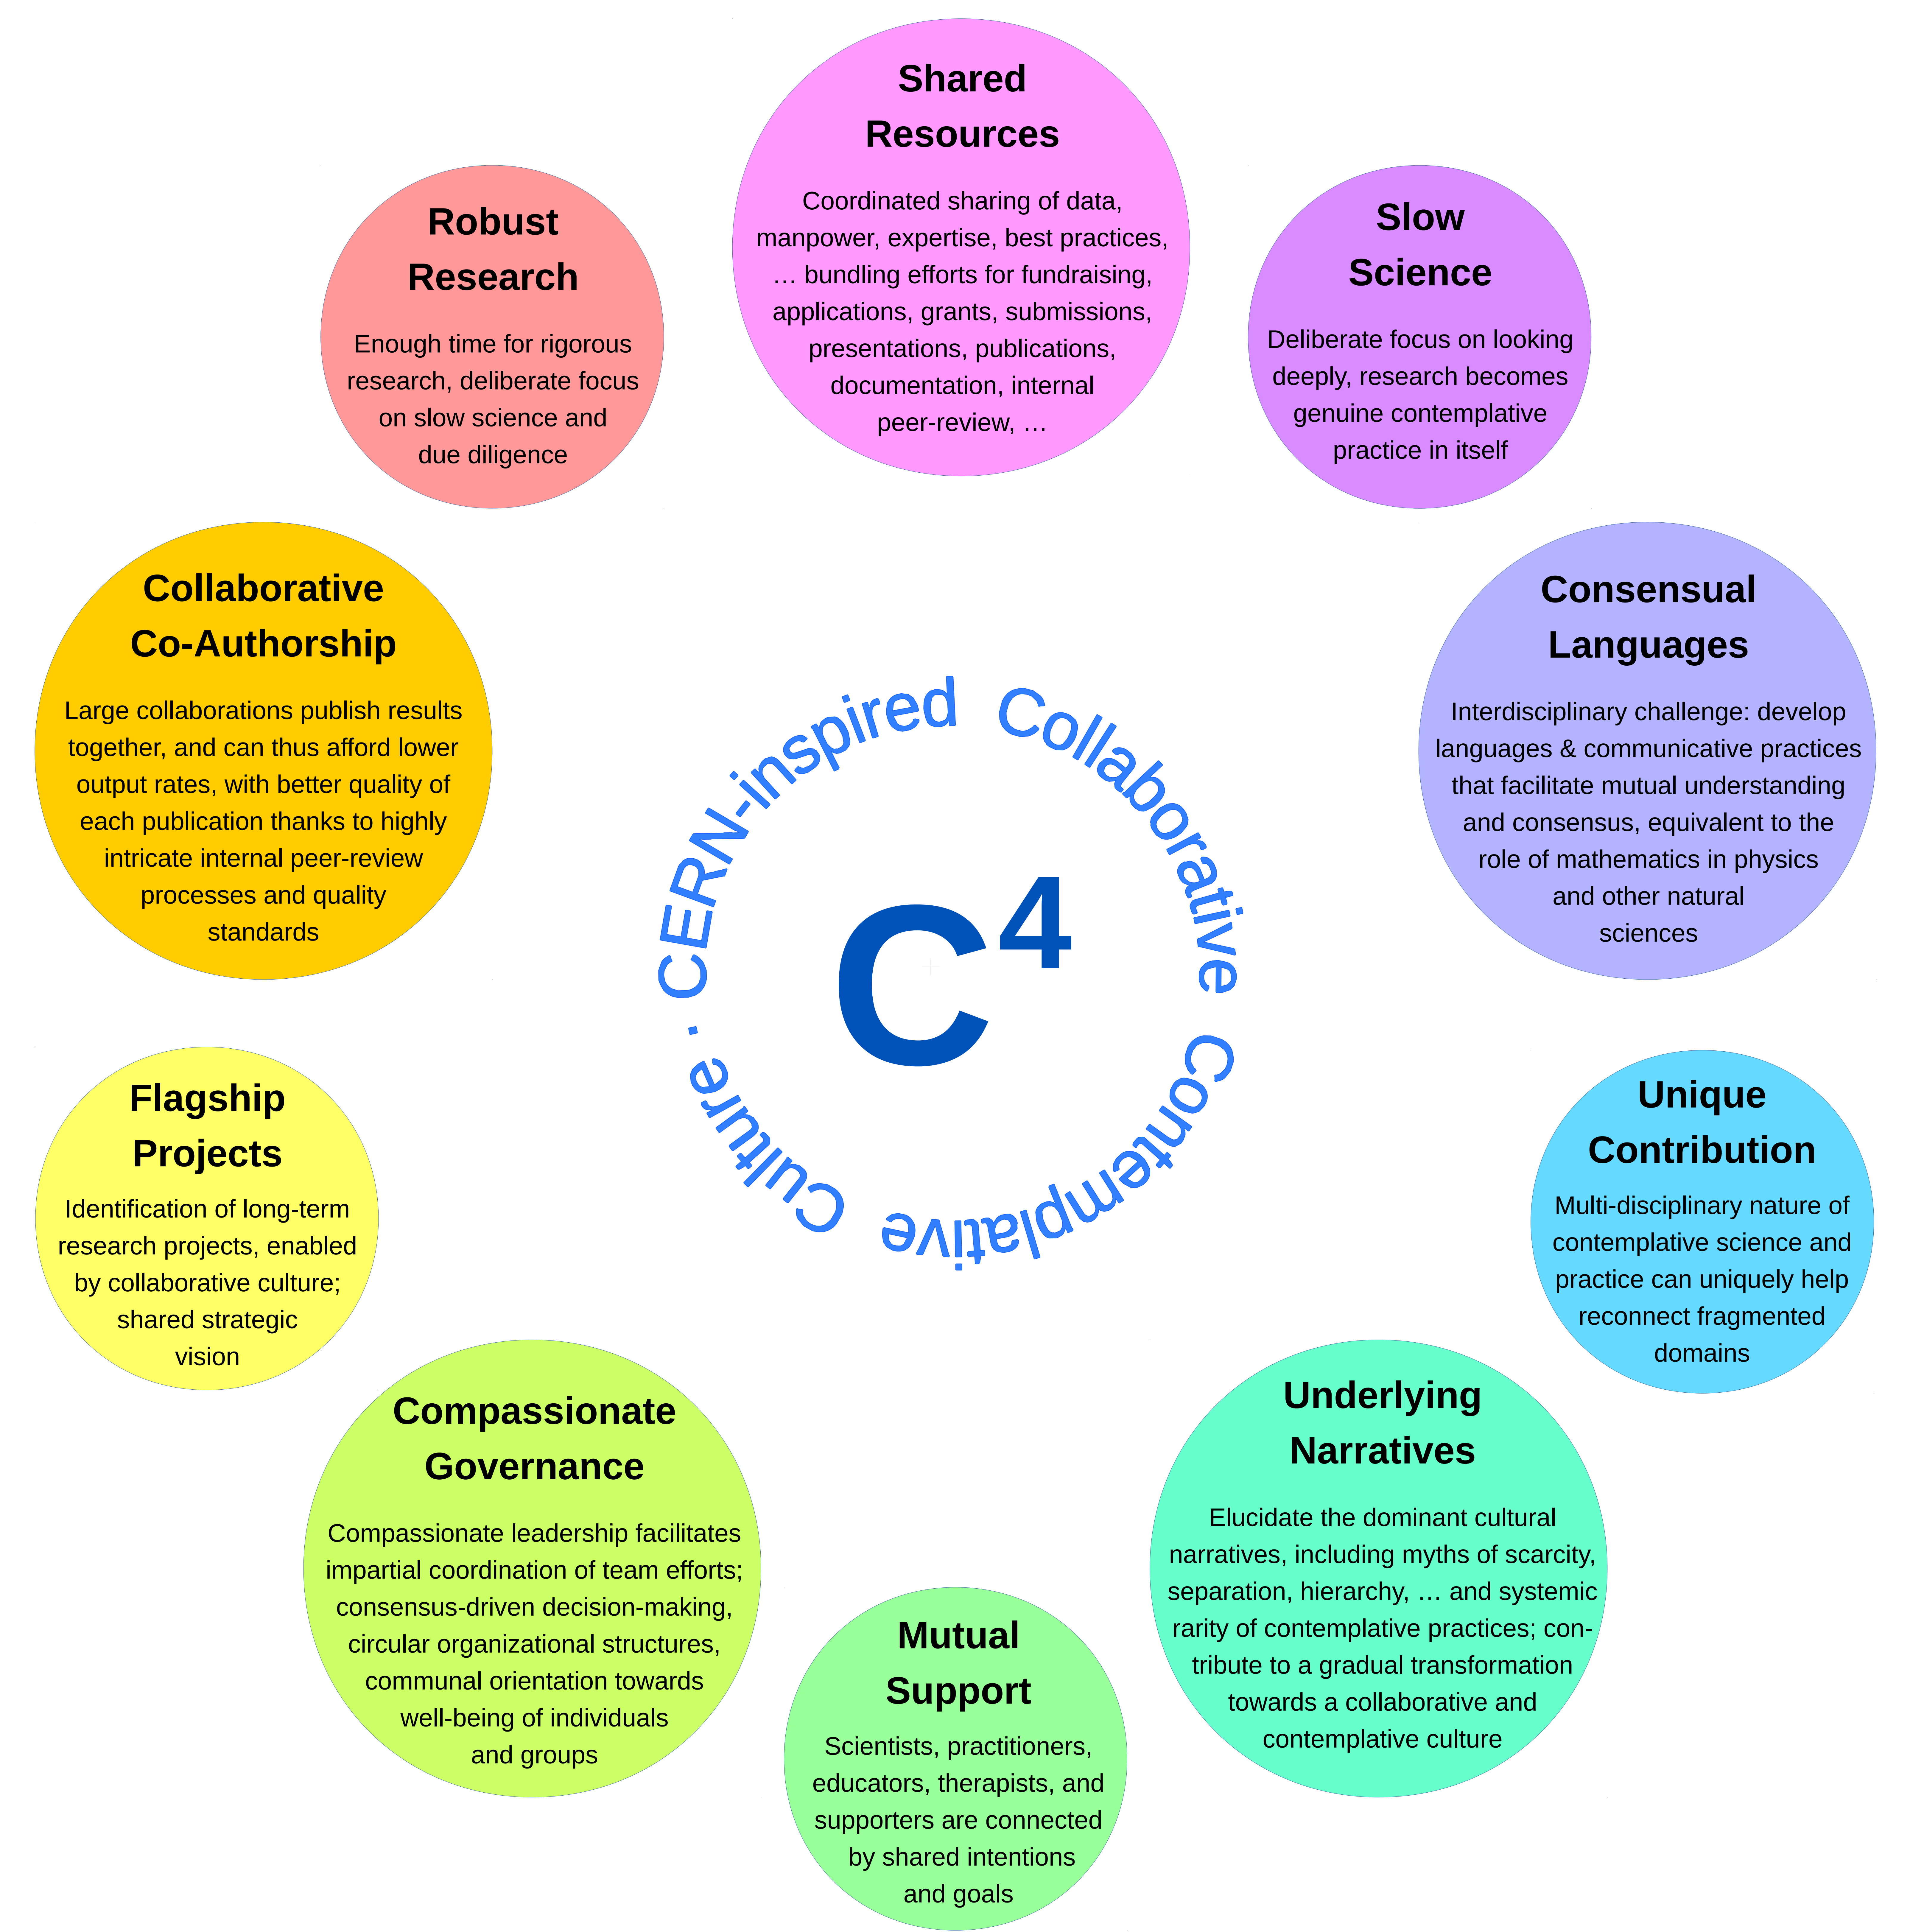 Shared
Resources
Coordinated sharing of data,
manpower, expertise, best practices,
… bundling efforts for fundraising,
applications, grants, submissions,
presentations, publications,
documentation, internal
peer-review, …
Robust
Research
Enough time for rigorous
research, deliberate focus
on slow science and
due diligence
Slow
Science
Deliberate focus on looking
deeply, research becomes
genuine contemplative
practice in itself
Collaborative
Co-Authorship
Large collaborations publish results
together, and can thus afford lower
output rates, with better quality of
each publication thanks to highly
intricate internal peer-review
processes and quality
standards
Consensual
Languages
Interdisciplinary challenge: develop
languages & communicative practices
that facilitate mutual understanding
and consensus, equivalent to the
role of mathematics in physics
and other natural
sciences
CERN-inspired Collaborative Contemplative Culture ·
C⁴
Flagship
Projects
Identification of long-term
research projects, enabled
by collaborative culture;
shared strategic
vision
Unique
Contribution
Multi-disciplinary nature of
contemplative science and
practice can uniquely help
reconnect fragmented
domains
Compassionate
Governance
Compassionate leadership facilitates
impartial coordination of team efforts;
consensus-driven decision-making,
circular organizational structures,
communal orientation towards
well-being of individuals
and groups
Underlying
Narratives
Elucidate the dominant cultural
narratives, including myths of scarcity,
separation, hierarchy, … and systemic
rarity of contemplative practices; con-
tribute to a gradual transformation
towards a collaborative and
contemplative culture
Mutual
Support
Scientists, practitioners,
educators, therapists, and
supporters are connected
by shared intentions
and goals